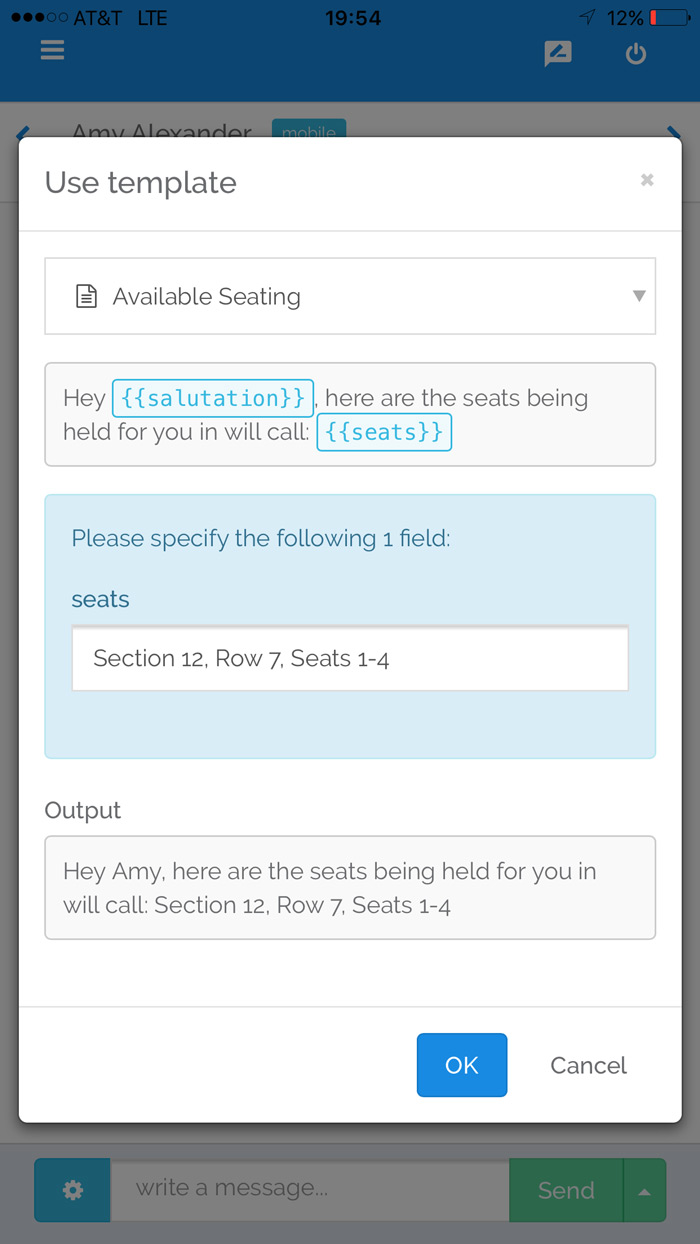 AT&T LTE 19:54 12%
Amy Alexander mobile
Use template
Available Seating
Hey {{salutation}}, here are the seats being
held for you in will call: {{seats}}
Please specify the following 1 field:
seats
Section 12, Row 7, Seats 1-4
Output
Hey Amy, here are the seats being held for you in
will call: Section 12, Row 7, Seats 1-4
OK Cancel
write a message... Send